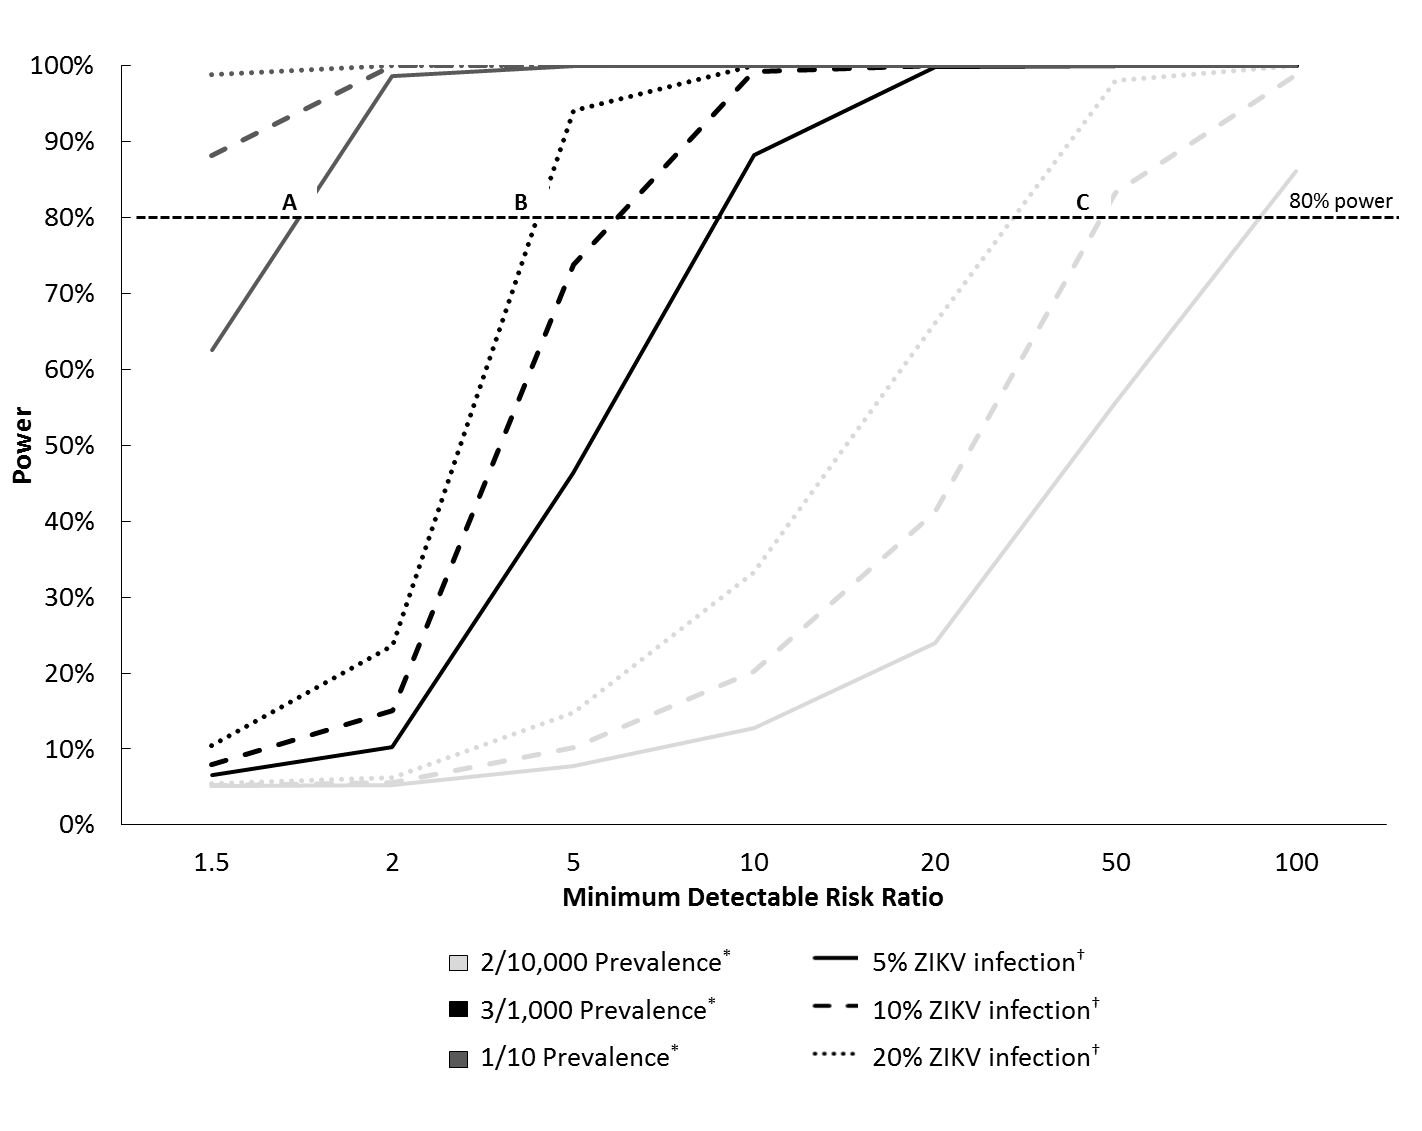 100%
90%
80%
70%
60%
50%
40%
30%
20%
10%
0%
Power
A
B
C
80% power
1.5 2 5 10 20 50 100
Minimum Detectable Risk Ratio
2/10,000 Prevalence* 5% ZIKV infection†
3/1,000 Prevalence* 10% ZIKV infection†
1/10 Prevalence* 20% ZIKV infection†